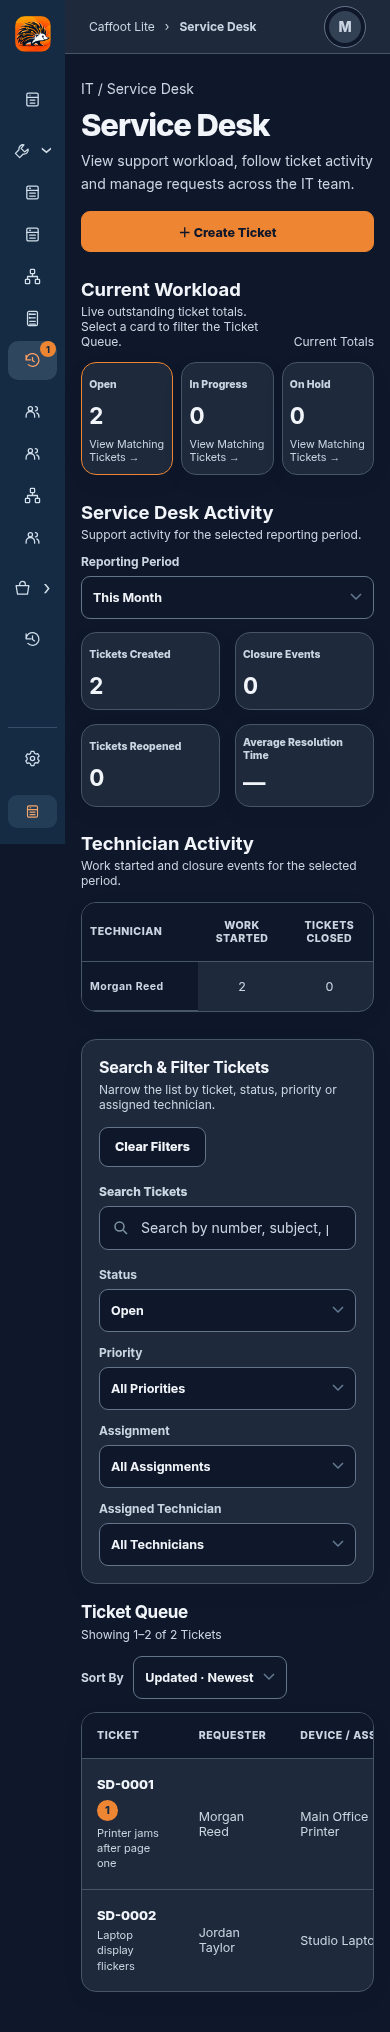 Caffoot Lite › Service Desk
M
IT / Service Desk
Service Desk
View support workload, follow ticket activity
and manage requests across the IT team.
+ Create Ticket
Current Workload
Live outstanding ticket totals.
Select a card to filter the Ticket
Queue.
Current Totals
1
Open
2
View Matching
Tickets →
In Progress
0
View Matching
Tickets →
On Hold
0
View Matching
Tickets →
Service Desk Activity
Support activity for the selected reporting period.
Reporting Period
This Month
Tickets Created
2
Closure Events
0
Tickets Reopened
0
Average Resolution
Time
—
Technician Activity
Work started and closure events for the selected
period.
TECHNICIAN
WORK
STARTED
TICKETS
CLOSED
Morgan Reed
2
0
Search & Filter Tickets
Narrow the list by ticket, status, priority or
assigned technician.
Clear Filters
Search Tickets
Search by number, subject,
Status
Open
Priority
All Priorities
Assignment
All Assignments
Assigned Technician
All Technicians
Ticket Queue
Showing 1–2 of 2 Tickets
Sort By
Updated · Newest
TICKET
REQUESTER
DEVICE / ASS
SD-0001
1
Printer jams
after page
one
Morgan
Reed
Main Office
Printer
SD-0002
Laptop
display
flickers
Jordan
Taylor
Studio Lapto